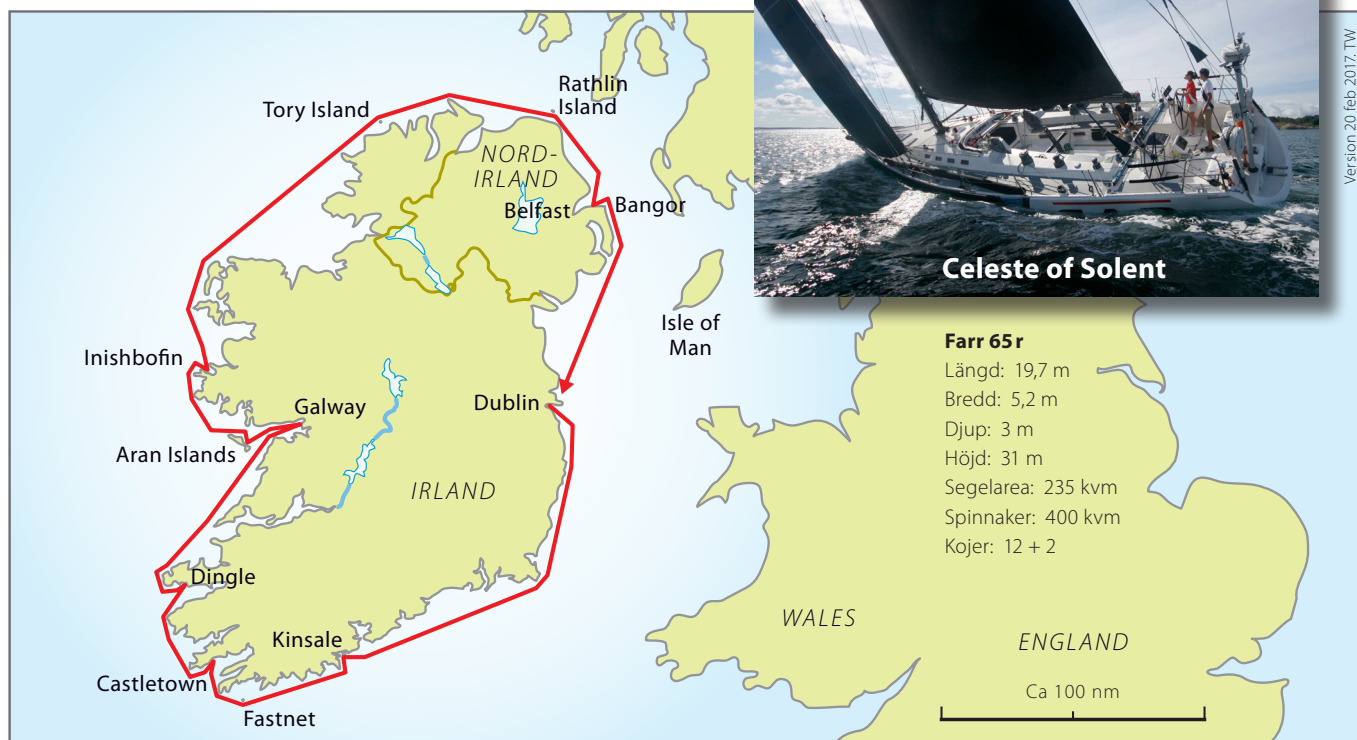 Rathlin
Island
Tory Island
NORD-
IRLAND
Belfast
Bangor
Isle of
Man
Inishbofin
Galway
Dublin
Aran Islands
IRLAND
Dingle
Kinsale
Castletown
Fastnet
WALES
ENGLAND
Ca 100 nm
Celeste of Solent
Farr 65 r
Längd: 19,7 m
Bredd: 5,2 m
Djup: 3 m
Höjd: 31 m
Segelarea: 235 kvm
Spinnaker: 400 kvm
Kojer: 12 + 2
Version 20 feb 2017, TW